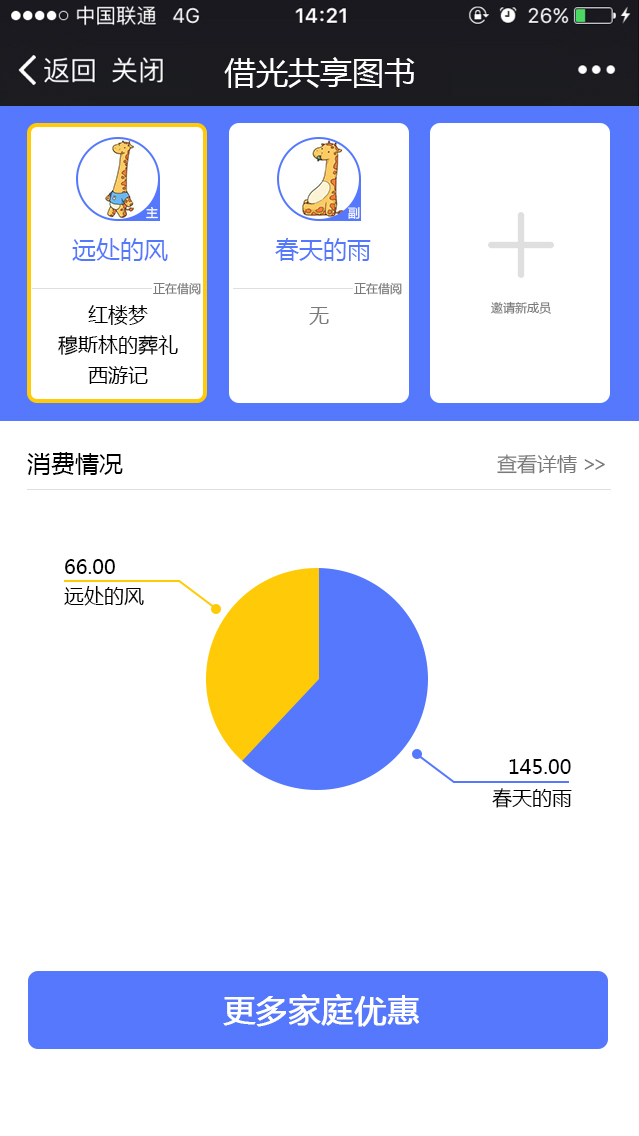 中国联通 4G 14:21 26%
返回 关闭 借光共享图书
主
远处的风
正在借阅
红楼梦
穆斯林的葬礼
西游记
副
春天的雨
正在借阅
无
邀请新成员
消费情况 查看详情 >>
66.00
远处的风
145.00
春天的雨
更多家庭优惠